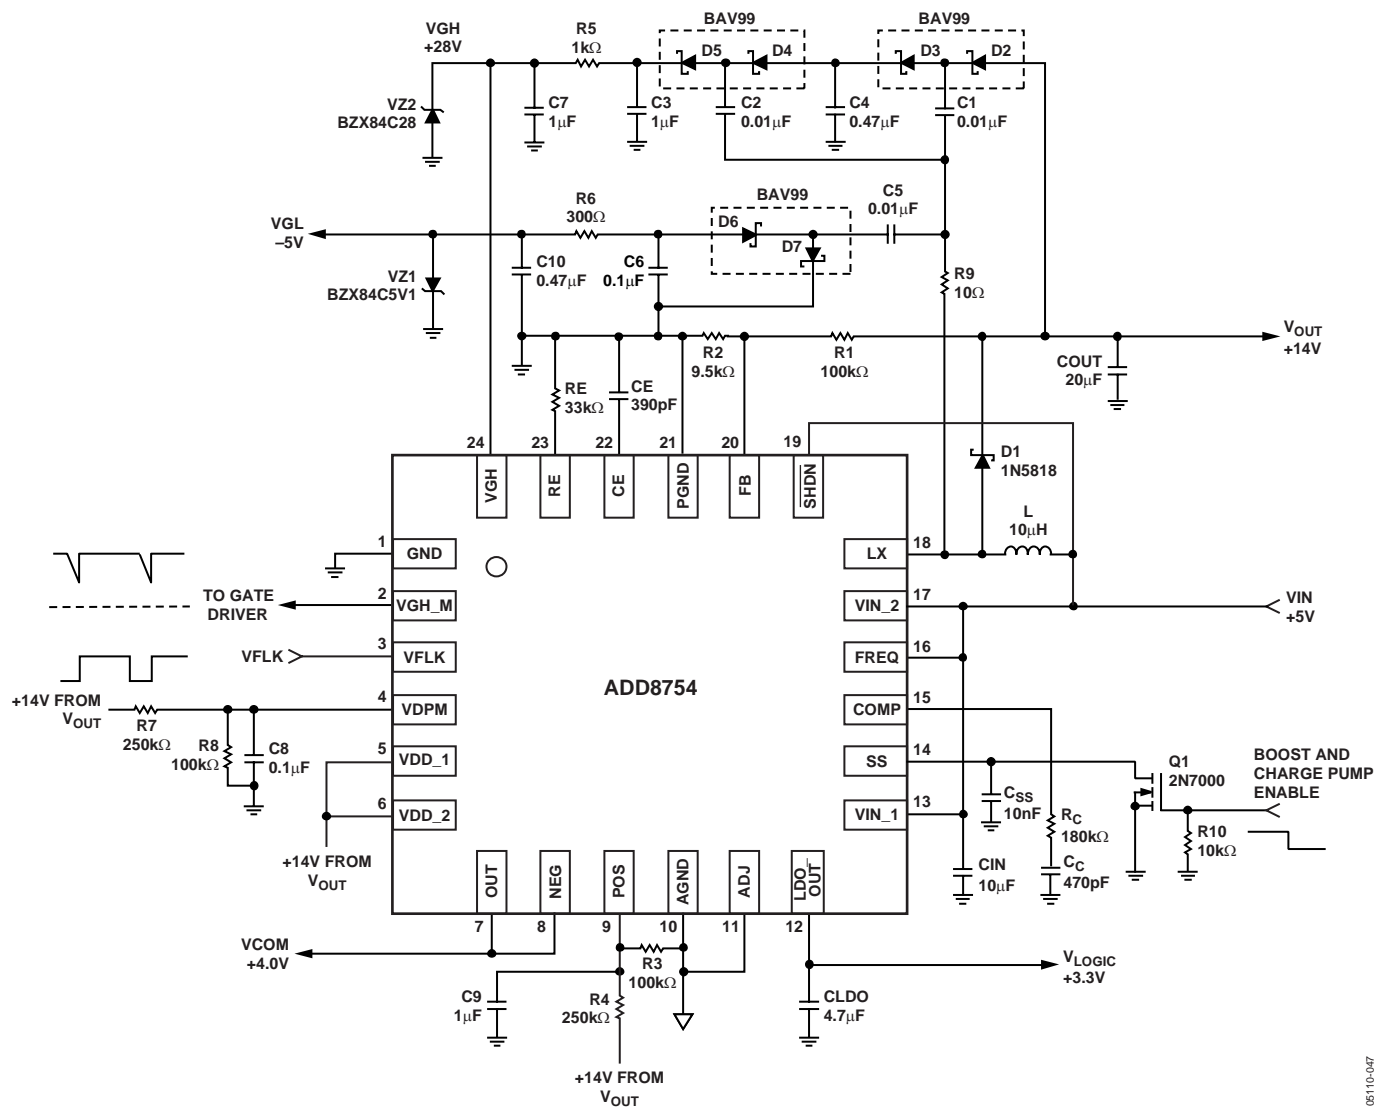 VGH
+28V
R5
1kΩ
BAV99
D5
D4
BAV99
D3
D2
VZ2
BZX84C28
C7
1μF
C3
1μF
C2
0.01μF
C4
0.47μF
C1
0.01μF
VGL
–5V
R6
300Ω
BAV99
D6
D7
C5
0.01μF
VZ1
BZX84C5V1
C10
0.47μF
C6
0.1μF
R9
10Ω
R2
9.5kΩ
R1
100kΩ
VOUT
+14V
COUT
20μF
RE
33kΩ
CE
390pF
D1
1N5818
L
10μH
24
23
22
21
20
19
VGH
RE
CE
PGND
FB
SHDN
1
GND
TO GATE
DRIVER
2
VGH_M
VFLK
3
VFLK
+14V FROM
VOUT
R7
250kΩ
R8
100kΩ
C8
0.1μF
4
VDPM
5
VDD_1
6
VDD_2
+14V FROM
VOUT
ADD8754
LX
18
VIN_2
17
VIN
+5V
FREQ
16
COMP
15
SS
14
VIN_1
13
CSS
10nF
RC
180kΩ
CC
470pF
CIN
10μF
Q1
2N7000
BOOST AND
CHARGE PUMP
ENABLE
R10
10kΩ
OUT
NEG
POS
AGND
ADJ
LDO_OUT
7
8
9
10
11
12
VCOM
+4.0V
R3
100kΩ
C9
1μF
R4
250kΩ
+14V FROM
VOUT
CLDO
4.7μF
VLOGIC
+3.3V
05110-047